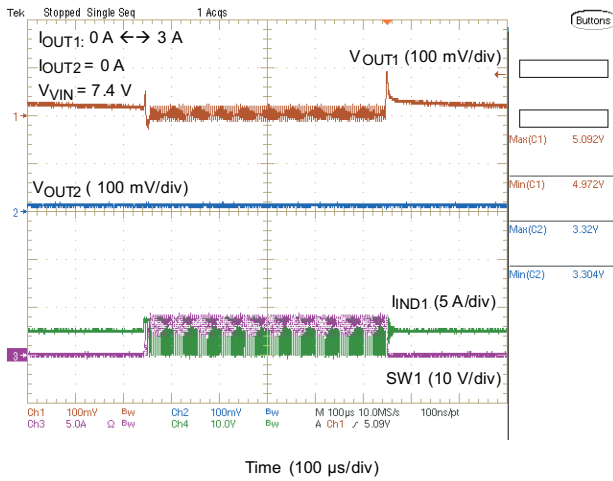 Tek Stopped Single Seq 1 Acqs
Buttons
IOUT1: 0 A ←→ 3 A
VOUT1 (100 mV/div)
IOUT2 = 0 A
VVIN = 7.4 V
1
Max(C1) 5.092V
Min(C1) 4.972V
VOUT2 ( 100 mV/div)
2
Max(C2) 3.32V
Min(C2) 3.304V
IIND1 (5 A/div)
3
SW1 (10 V/div)
Ch1 100mV BW Ch2 100mV BW M 100µs 10.0MS/s 100ns/pt
Ch3 5.0A Ω BW Ch4 10.0V BW A Ch1 ∕ 5.09V
Time (100 µs/div)